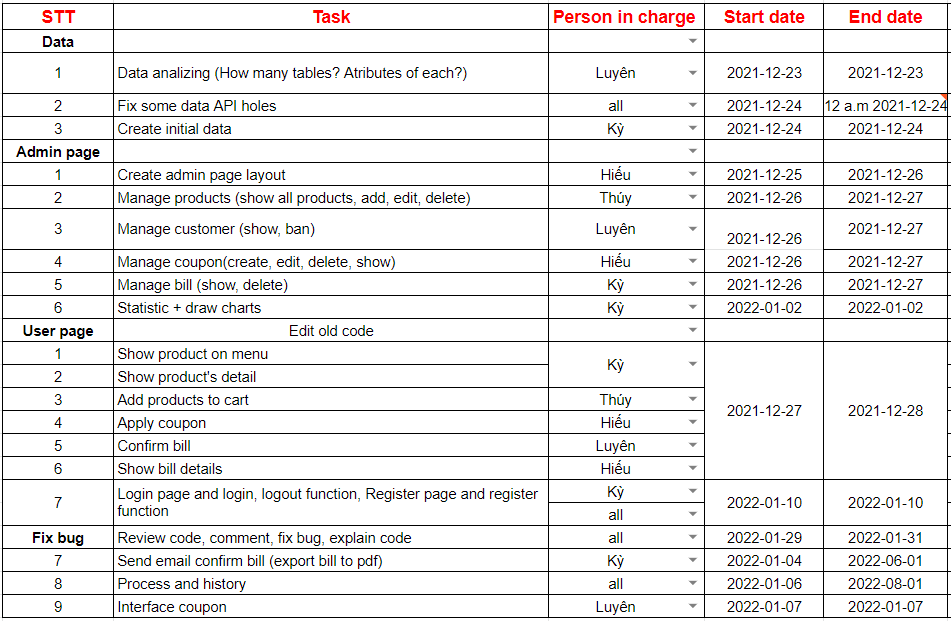 STT Task Person in charge Start date End date
Data
1 Data analizing (How many tables? Atributes of each?) Luyên 2021-12-23 2021-12-23
2 Fix some data API holes all 2021-12-24 12 a.m 2021-12-24
3 Create initial data Kỳ 2021-12-24 2021-12-24
Admin page
1 Create admin page layout Hiếu 2021-12-25 2021-12-26
2 Manage products (show all products, add, edit, delete) Thúy 2021-12-26 2021-12-27
3 Manage customer (show, ban) Luyên 2021-12-26 2021-12-27
4 Manage coupon(create, edit, delete, show) Hiếu 2021-12-26 2021-12-27
5 Manage bill (show, delete) Kỳ 2021-12-26 2021-12-27
6 Statistic + draw charts Kỳ 2022-01-02 2022-01-02
User page Edit old code
1 Show product on menu Kỳ 2021-12-27 2021-12-28
2 Show product's detail
3 Add products to cart Thúy
4 Apply coupon Hiếu
5 Confirm bill Luyên
6 Show bill details Hiếu
7 Login page and login, logout function, Register page and register Kỳ 2022-01-10 2022-01-10
function all
Fix bug Review code, comment, fix bug, explain code all 2022-01-29 2022-01-31
7 Send email confirm bill (export bill to pdf) Kỳ 2022-01-04 2022-06-01
8 Process and history all 2022-01-06 2022-08-01
9 Interface coupon Luyên 2022-01-07 2022-01-07